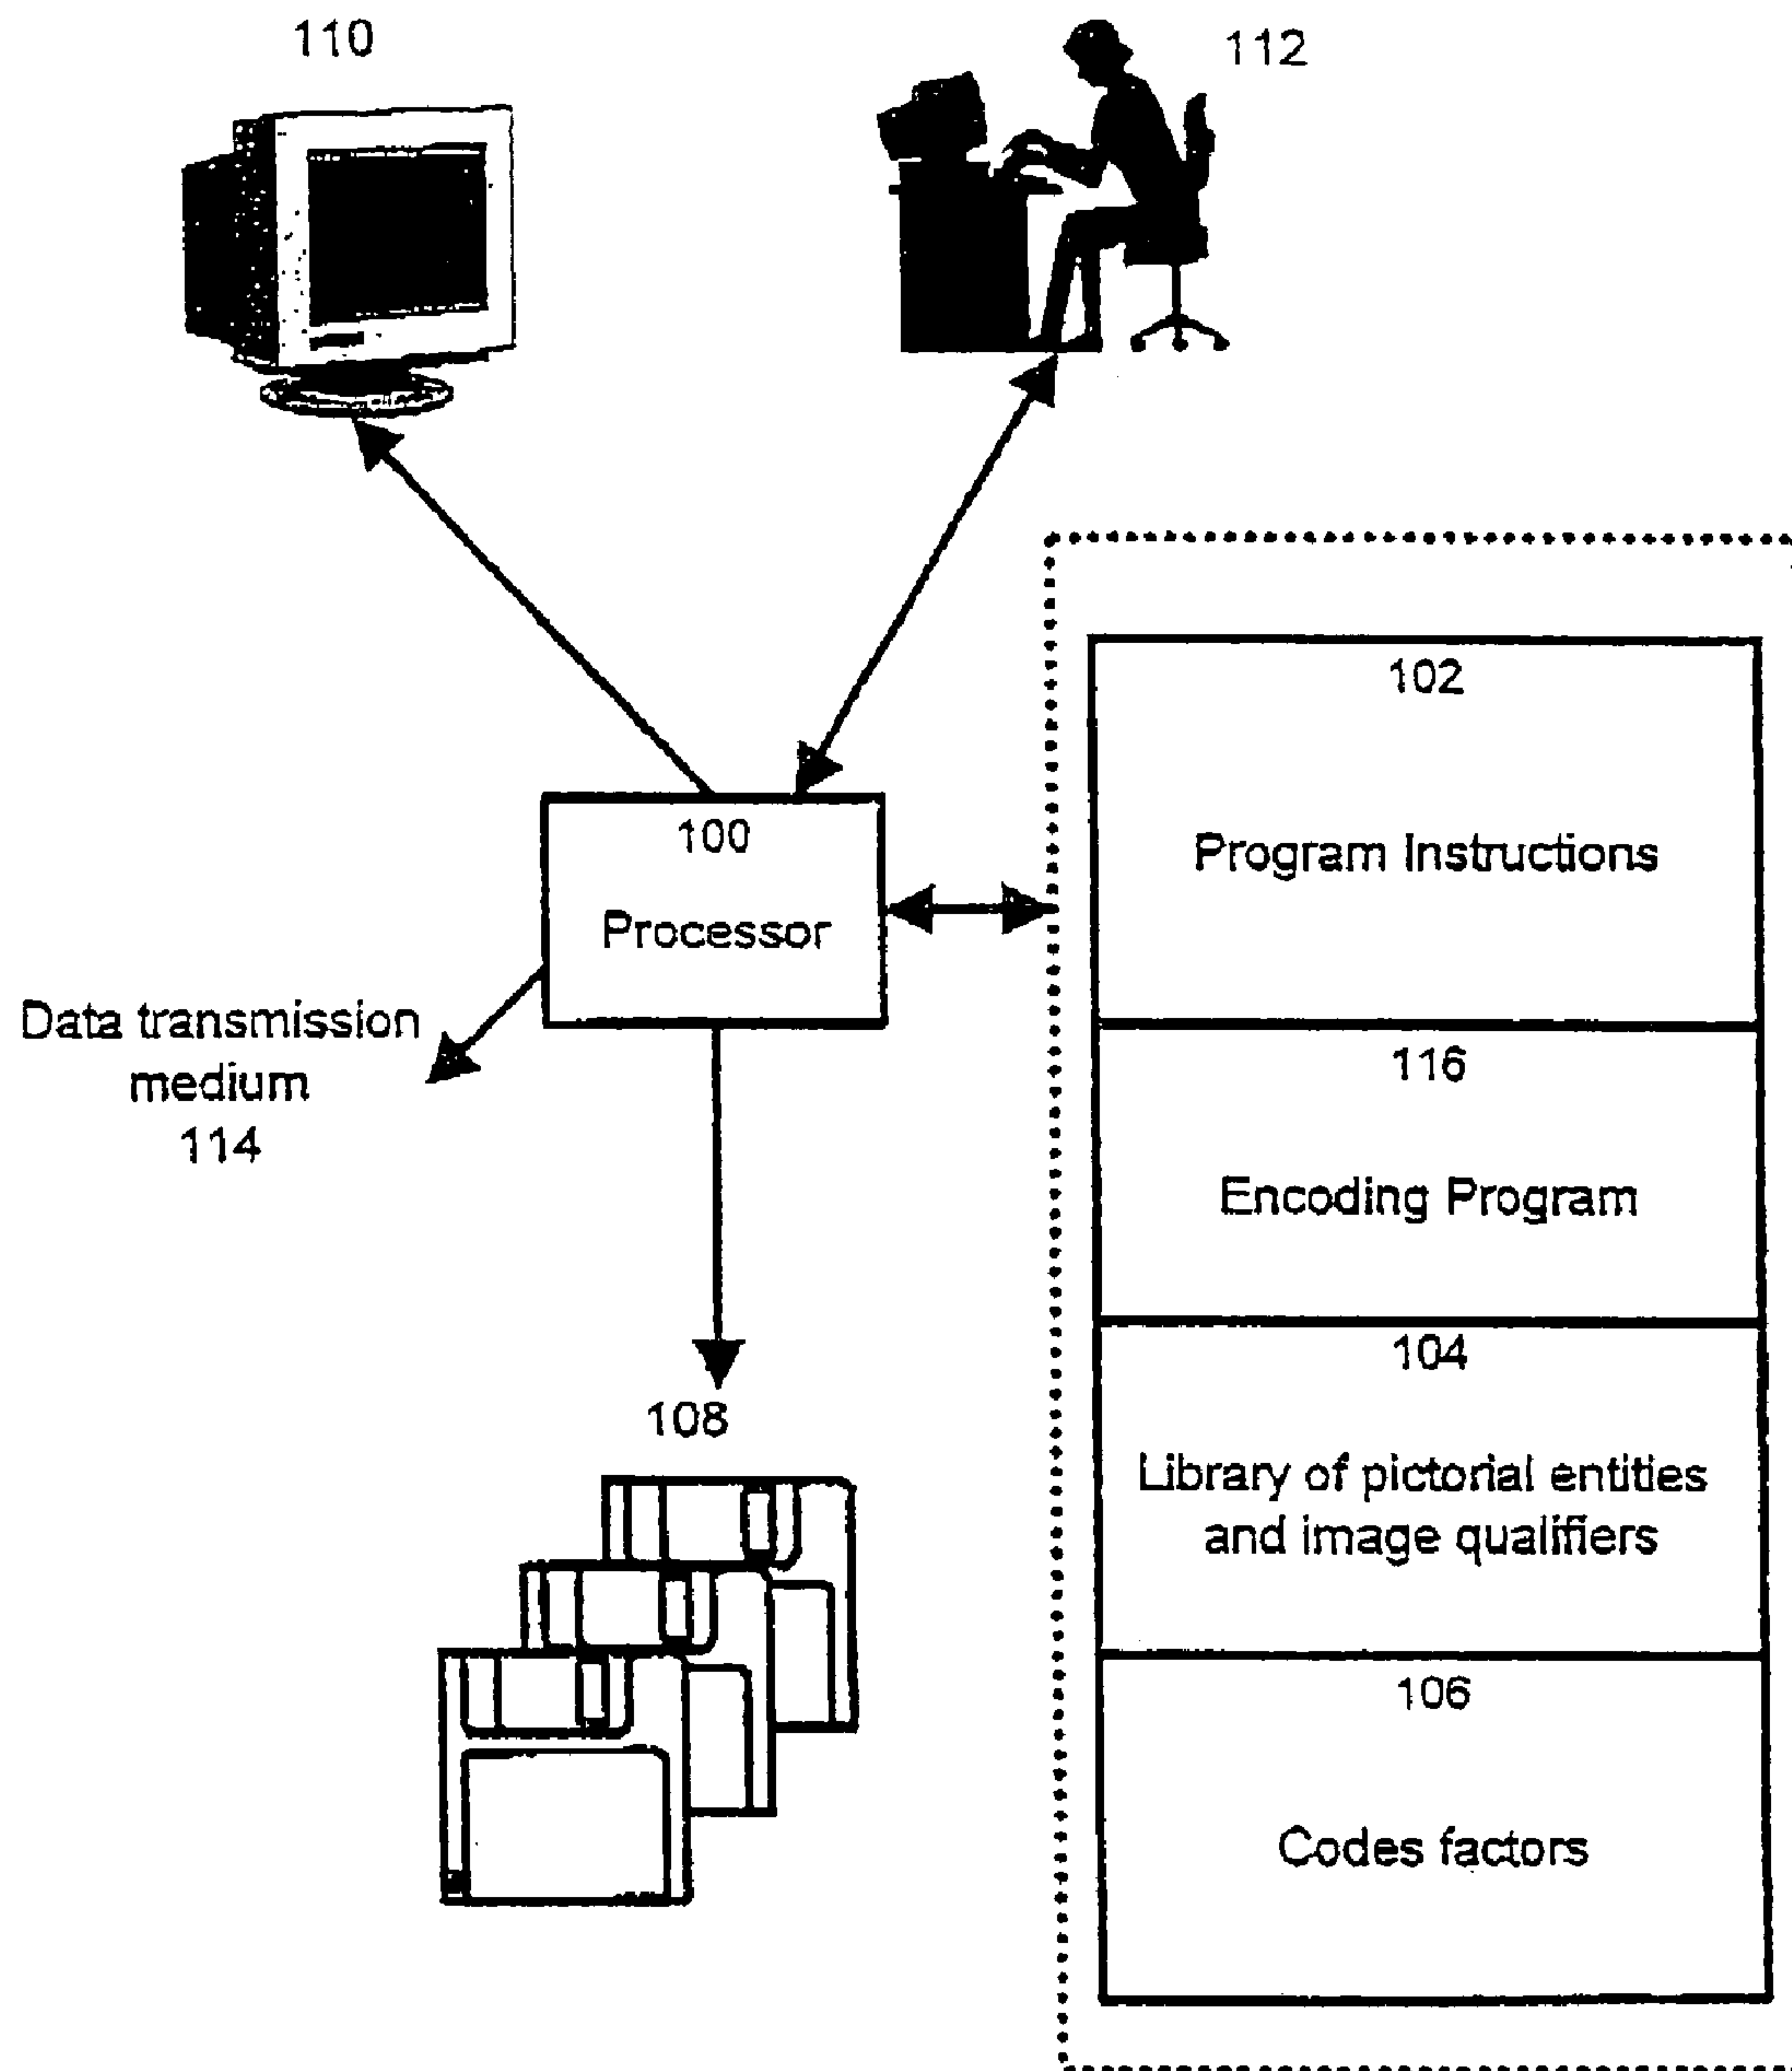 110
112
102
Program Instructions
100
Processor
Data transmission
medium
114
116
Encoding Program
104
Library of pictorial entities
and image qualifiers
108
106
Codes factors